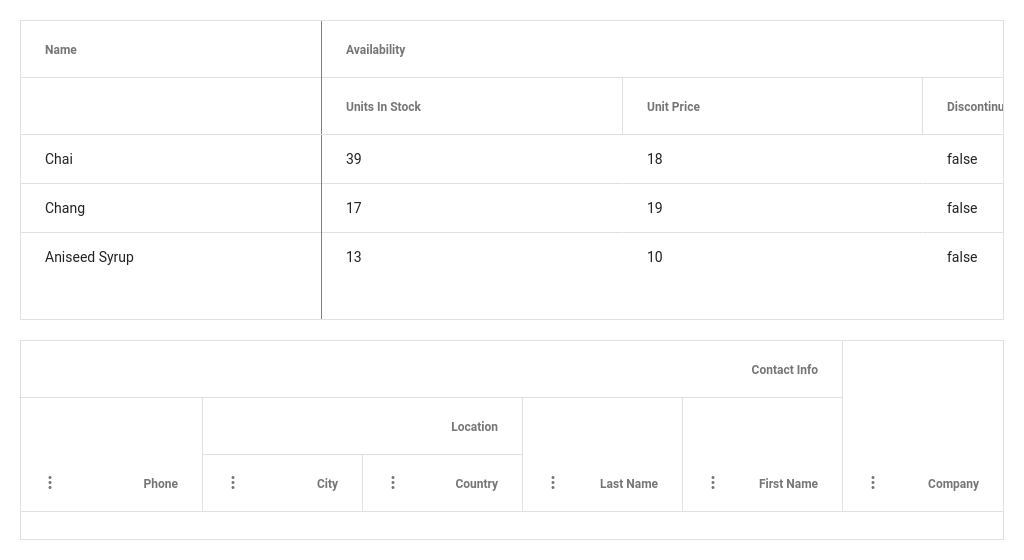 Name Availability
Units In Stock Unit Price Discontinu
Chai 39 18 false
Chang 17 19 false
Aniseed Syrup 13 10 false
Contact Info
Location
Phone City Country Last Name First Name Company